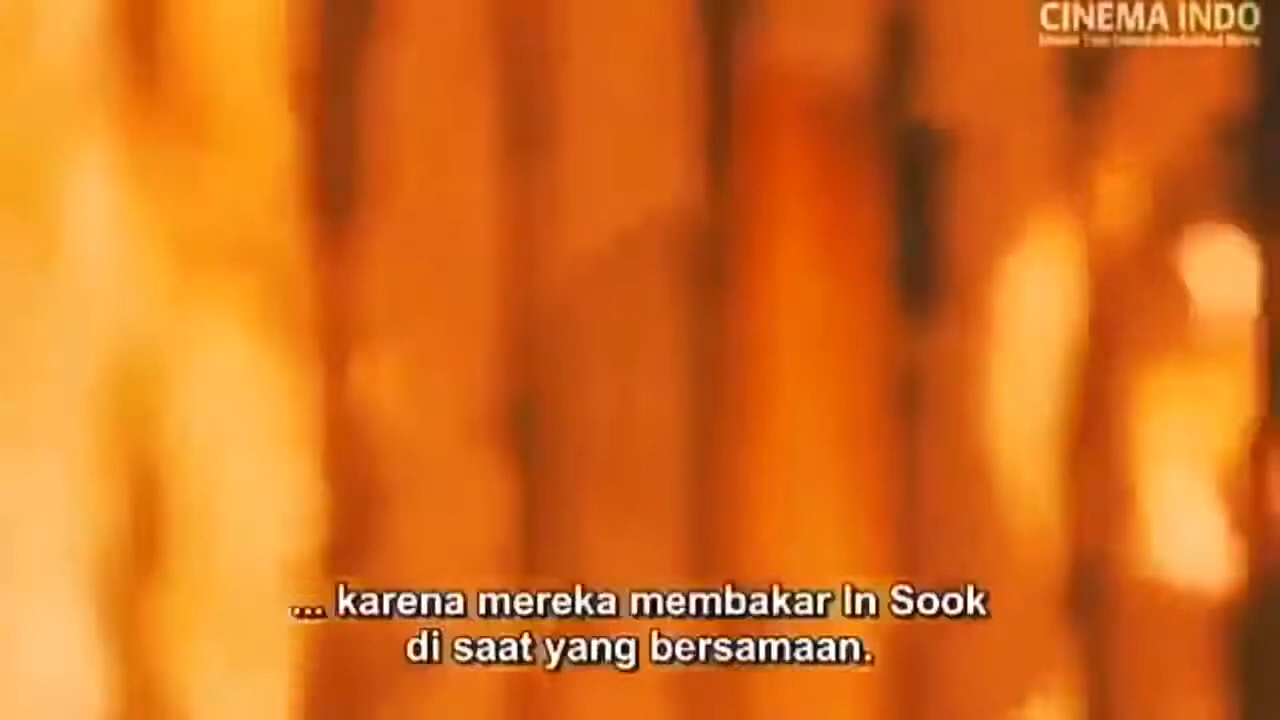 CINEMA INDO
... karena mereka membakar In Sook
di saat yang bersamaan.